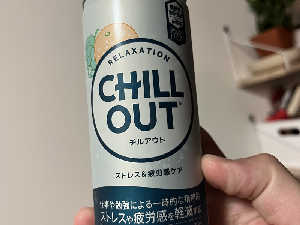 RELAXATION
CHILL
OUT
チルアウト
ストレス&疲労感ケア
仕事や勉強による一時的な精神的
ストレスや疲労感を軽減する